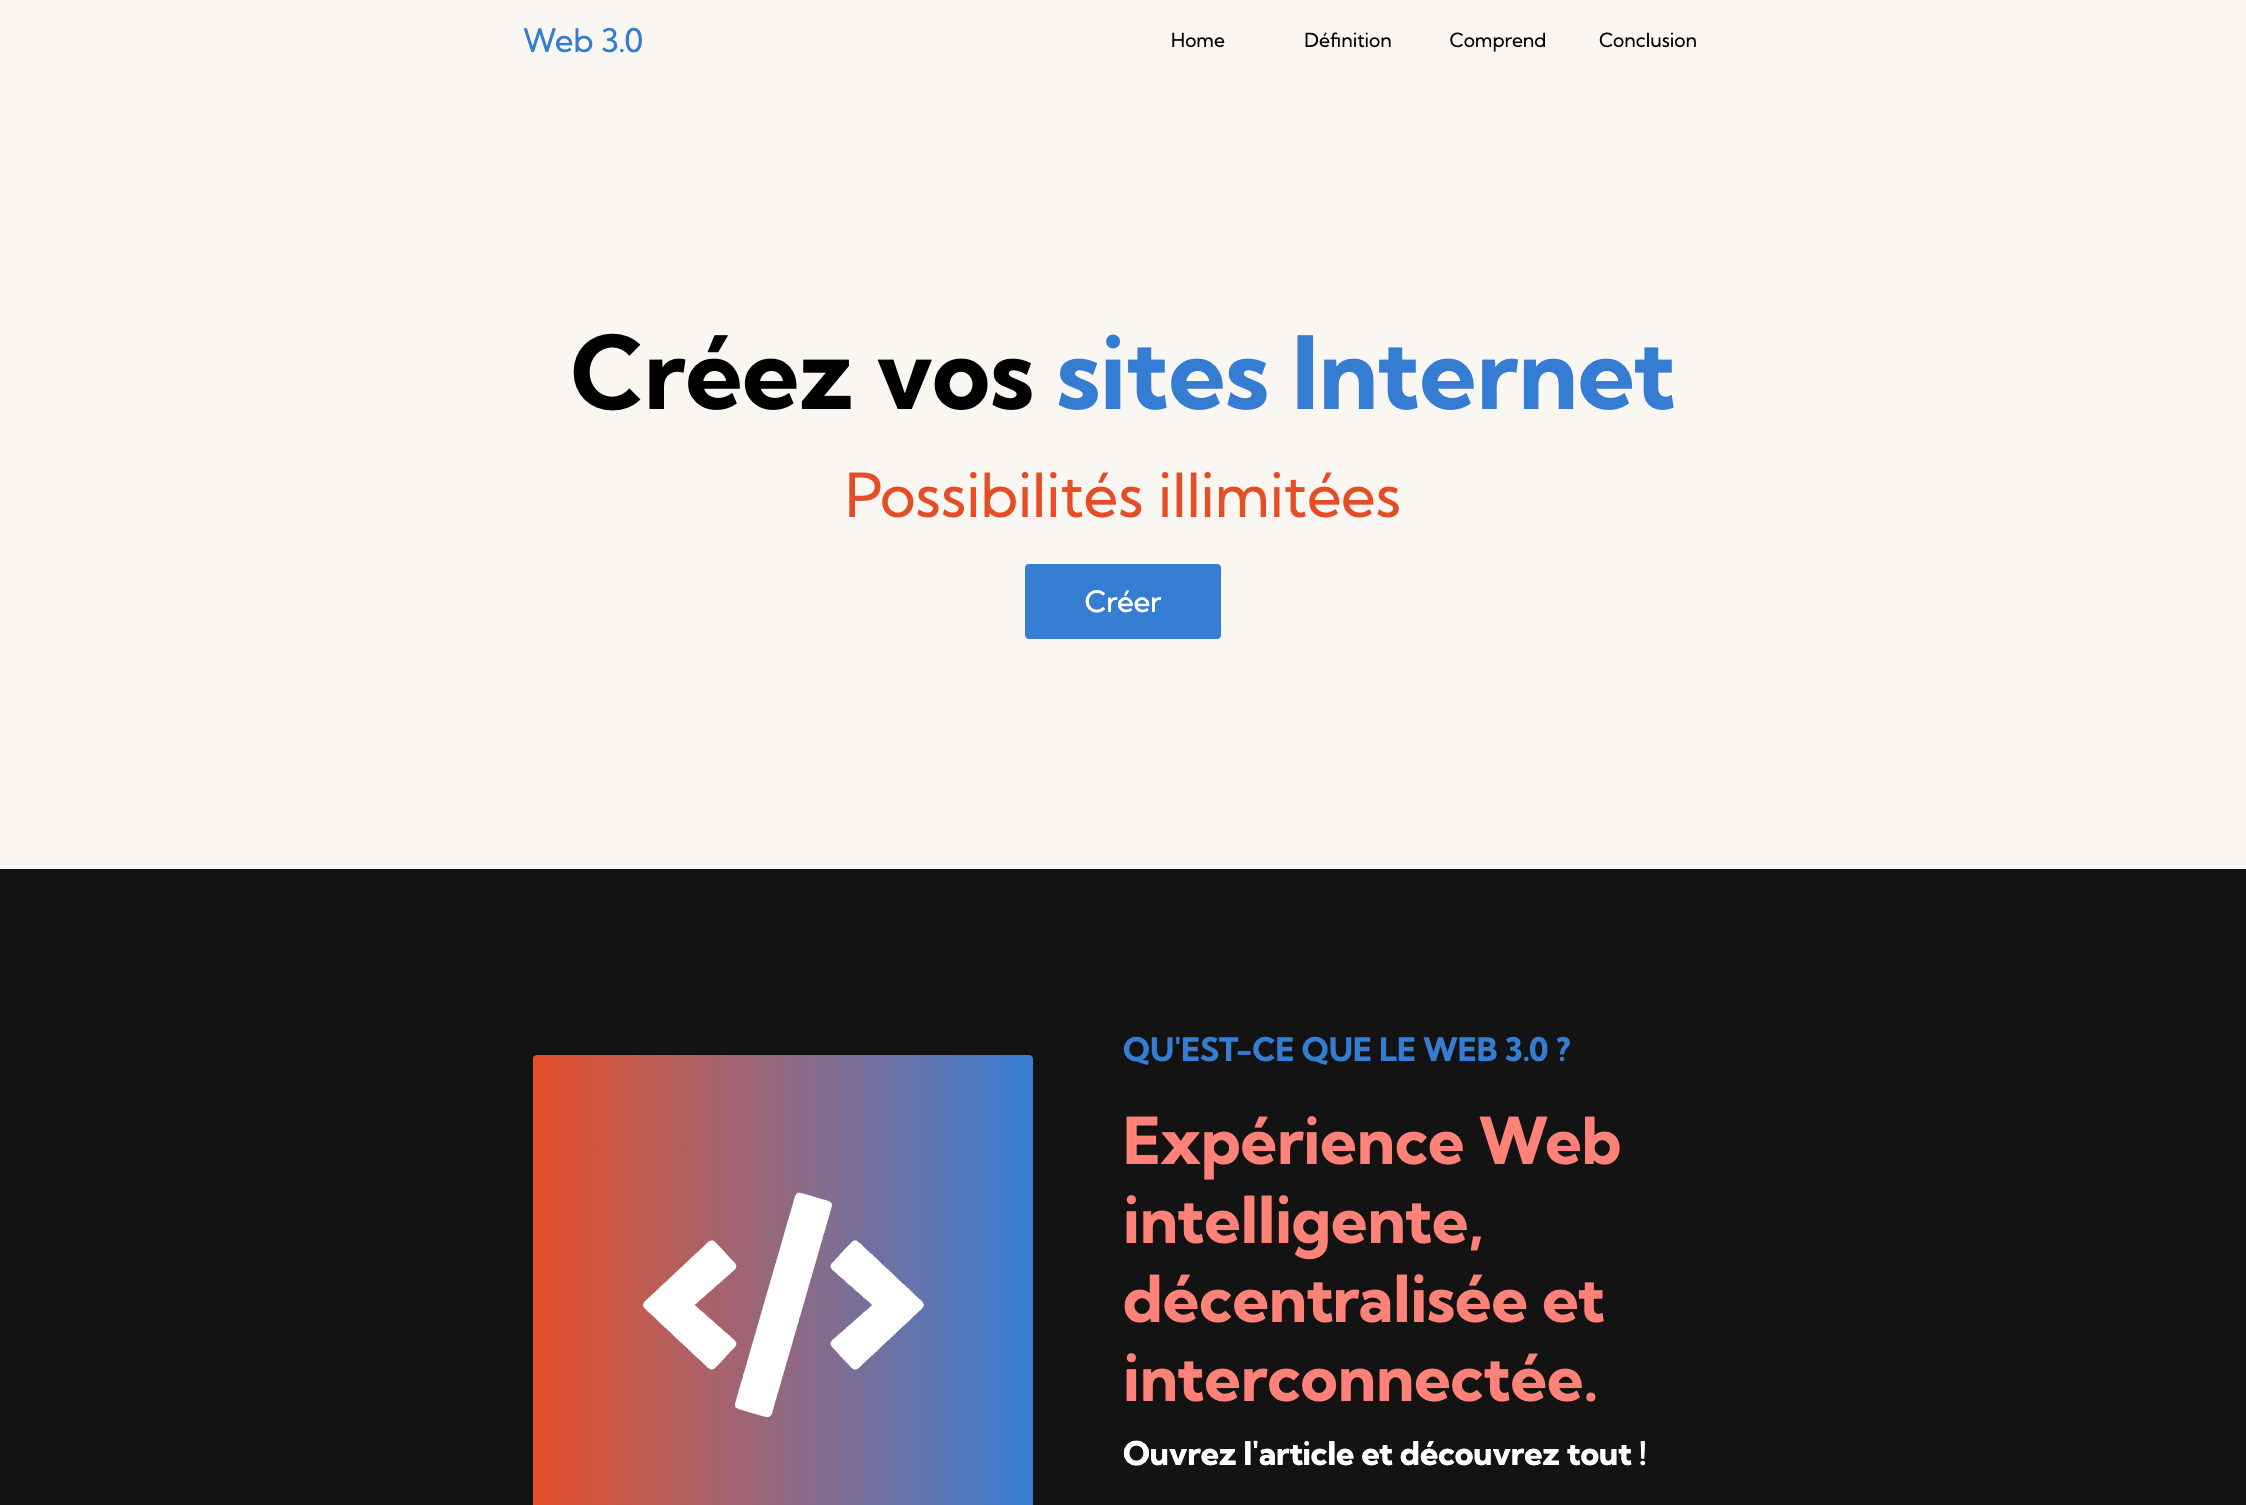 Web 3.0
Home
Définition
Comprend
Conclusion
Créez vos sites Internet
Possibilités illimitées
Créer
QU'EST-CE QUE LE WEB 3.0 ?
Expérience Web
intelligente,
décentralisée et
interconnectée.
Ouvrez l'article et découvrez tout !